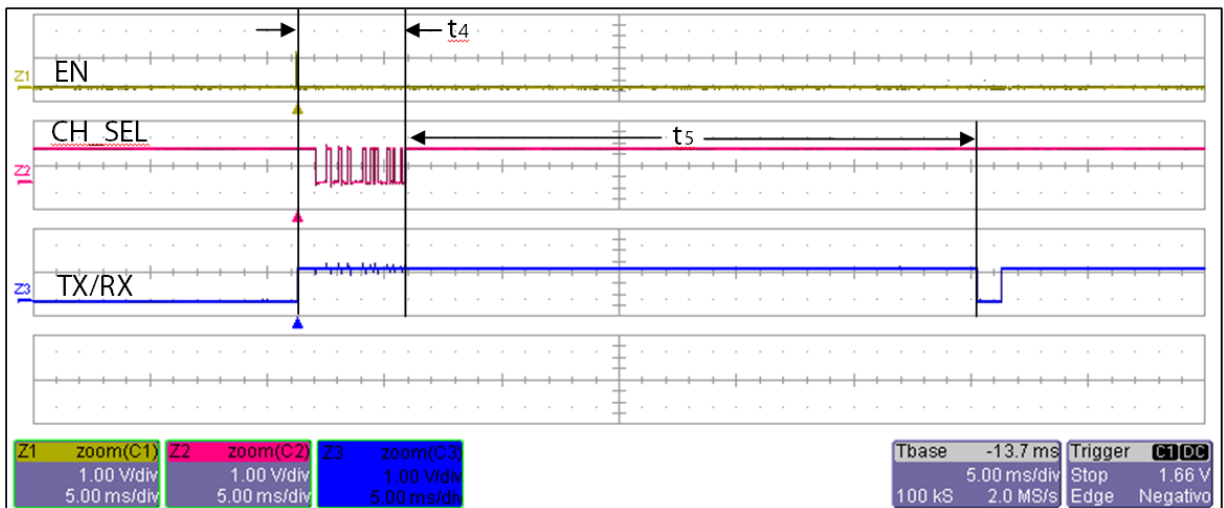 t4
Z1 EN
CH_SEL
t5
Z2
TX/RX
Z3
Z1 zoom(C1)
1.00 V/div
5.00 ms/div
Z2 zoom(C2)
1.00 V/div
5.00 ms/div
Z3 zoom(C3)
1.00 V/div
5.00 ms/div
Tbase -13.7 ms
5.00 ms/div
100 kS 2.0 MS/s
Trigger C1 DC
Stop 1.66 V
Edge Negativo